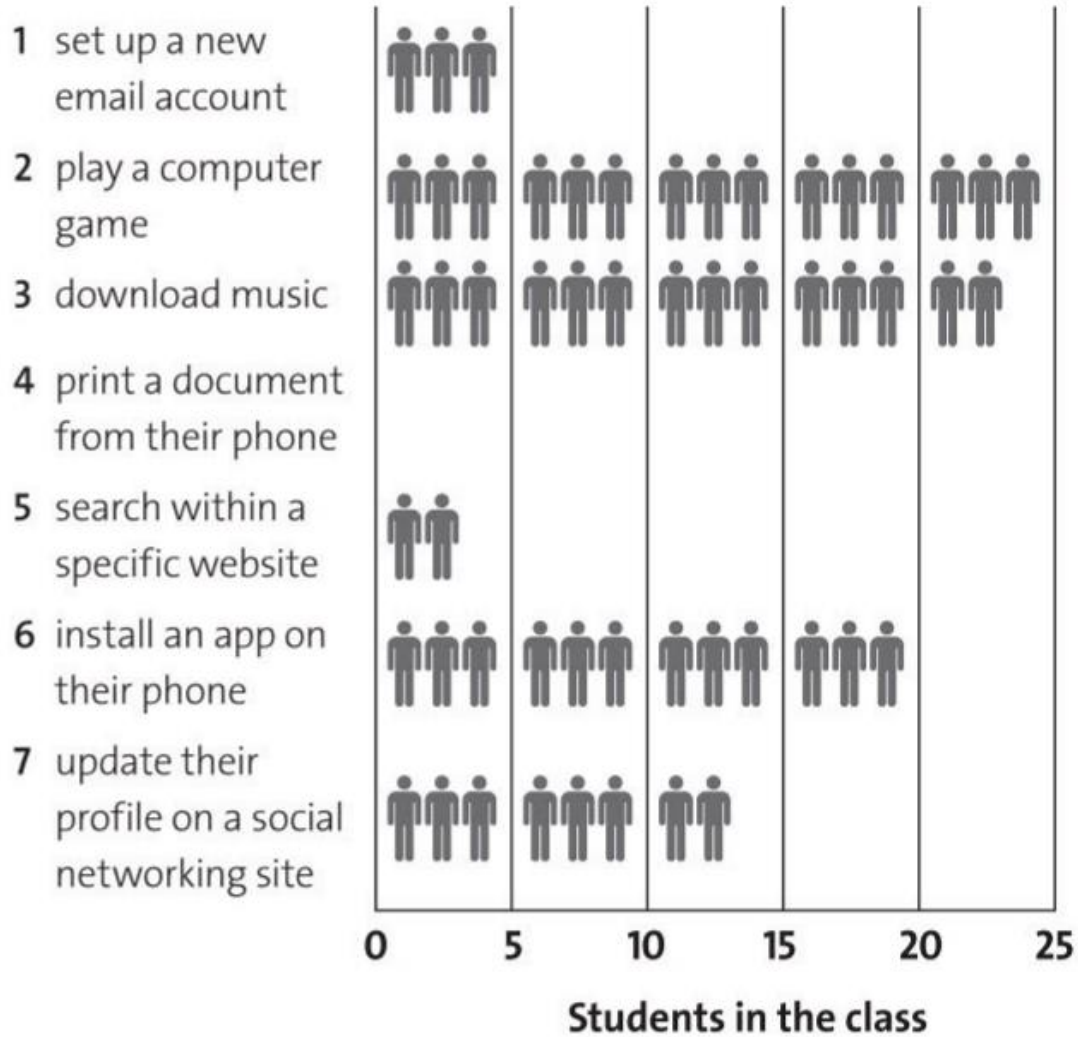 1 set up a new
email account
2 play a computer
game
3 download music
4 print a document
from their phone
5 search within a
specific website
6 install an app on
their phone
7 update their
profile on a social
networking site
0 5 10 15 20 25
Students in the class